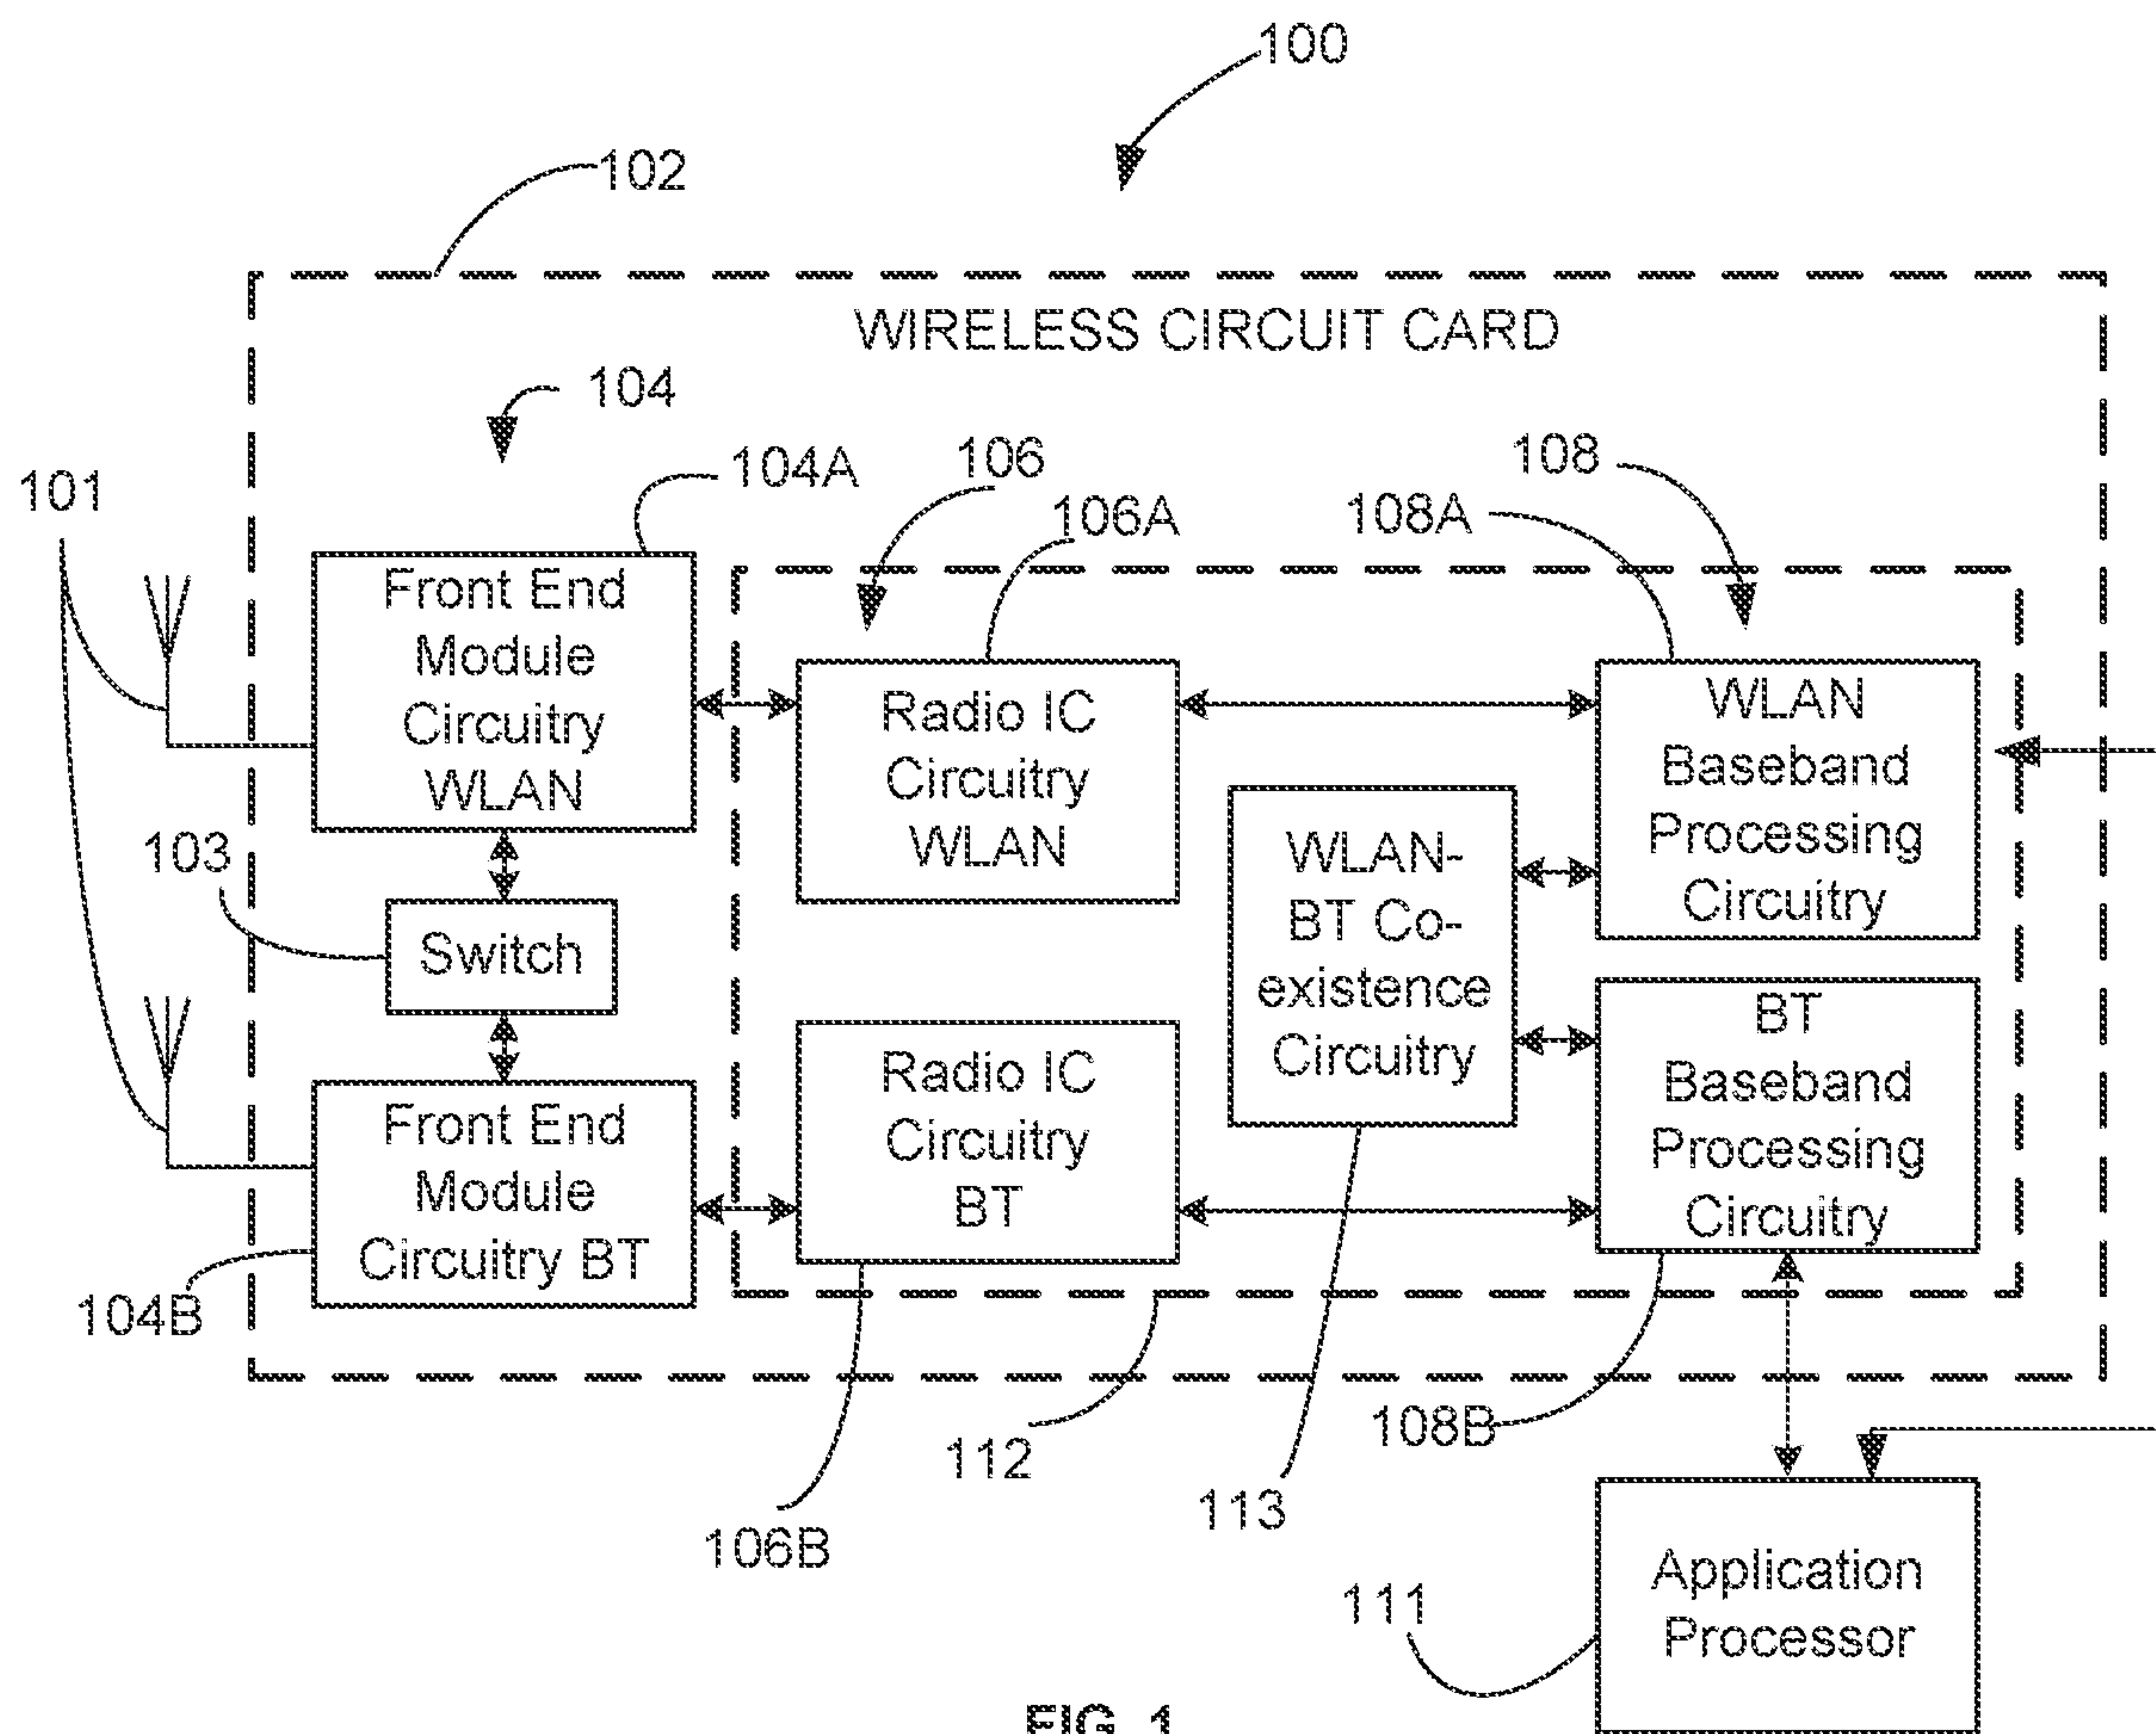 100
102
WIRELESS CIRCUIT CARD
104
104A
106
106A
108
108A
101
Front End
Module
Circuitry
WLAN
Radio IC
Circuitry
WLAN
WLAN
Baseband
Processing
Circuitry
WLAN-
BT Co-
existence
Circuitry
103
Switch
Front End
Module
Circuitry BT
Radio IC
Circuitry
BT
BT
Baseband
Processing
Circuitry
104B
106B
112
113
108B
111
Application
Processor
FIG. 1